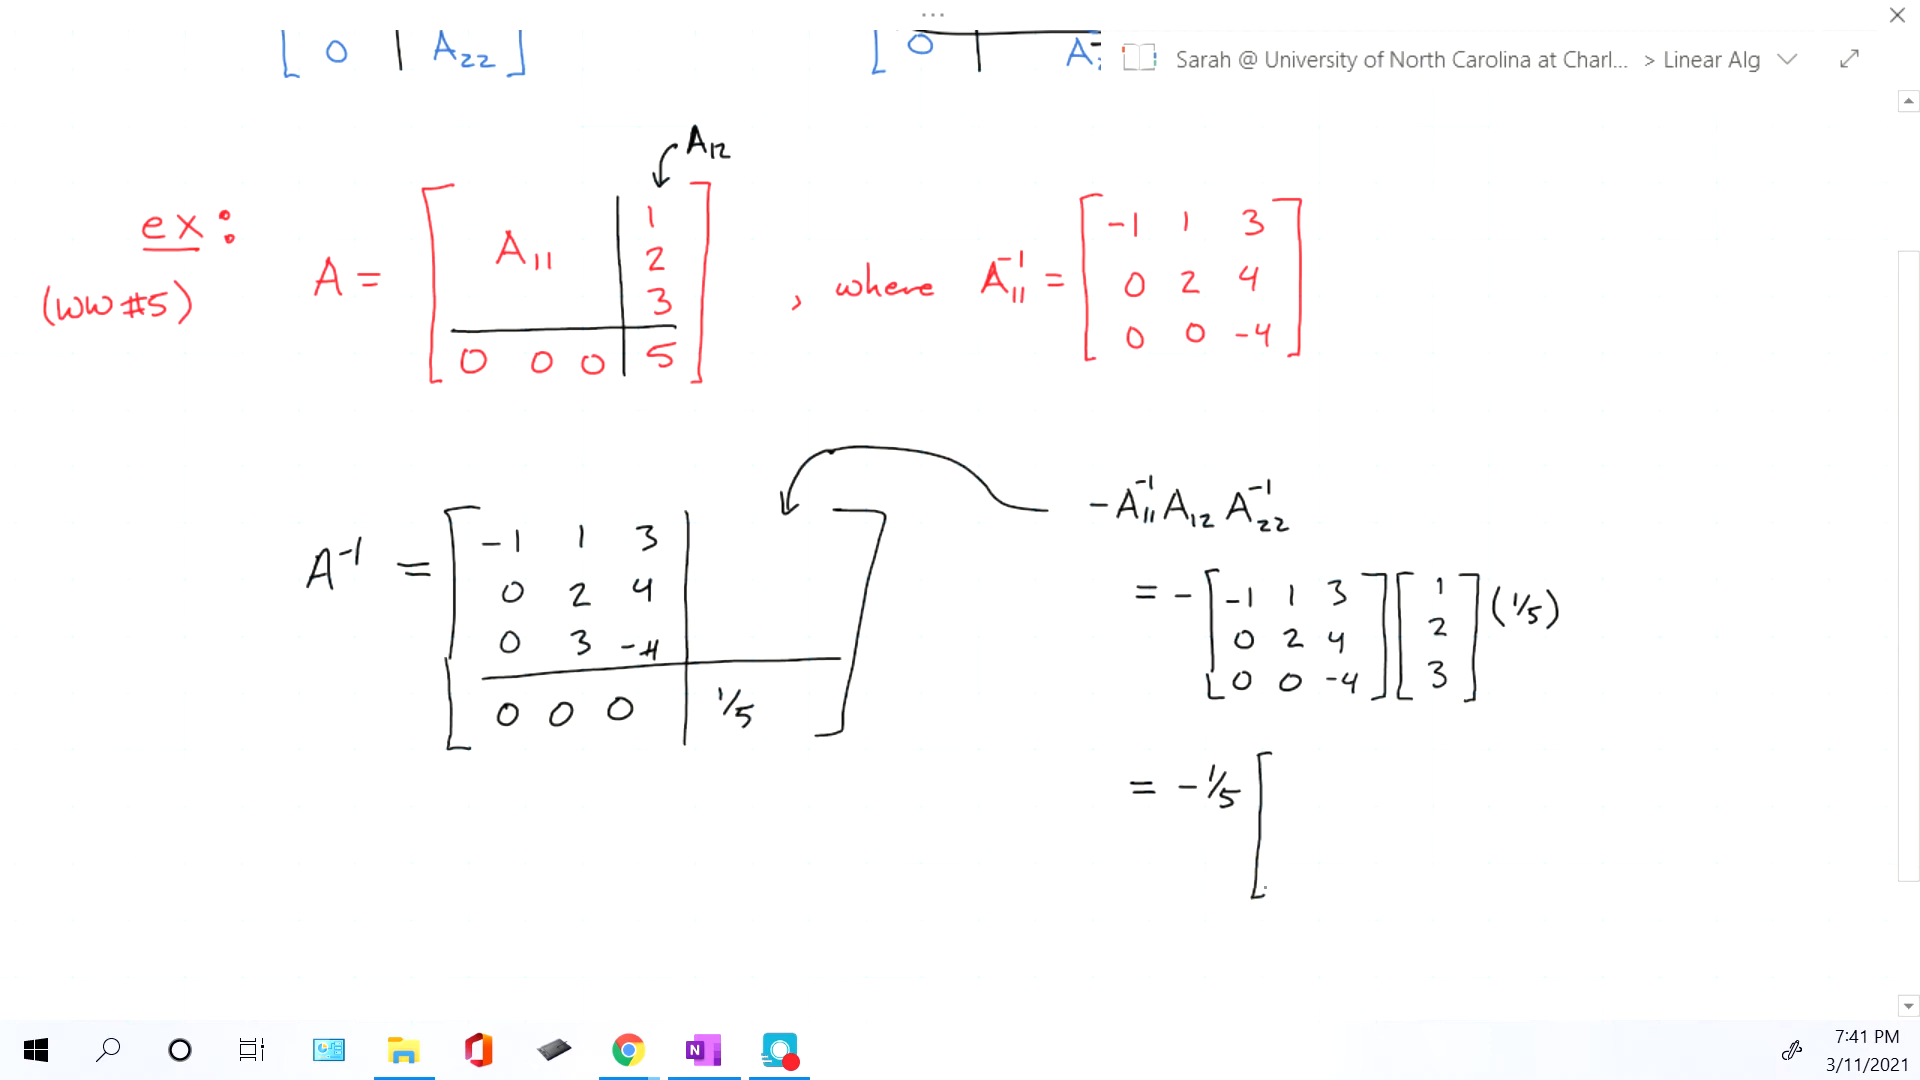 ...
[ 0 | A22 ]
[ 0 | A
Sarah @ University of North Carolina at Charl... > Linear Alg
A12
ex:
(WW #5)
A = [ A11 | 1
2
3
0 0 0 | 5 ]
, where A11^-1 = [ -1 1 3
0 2 4
0 0 -4 ]
A^-1 = [ -1 1 3 |
0 2 4 |
0 3 -4 |
0 0 0 | 1/5 ]
- A11^-1 A12 A22^-1
= - [ -1 1 3
0 2 4
0 0 -4 ] [ 1
2
3 ] (1/5)
= - 1/5 [
N
7:41 PM
3/11/2021